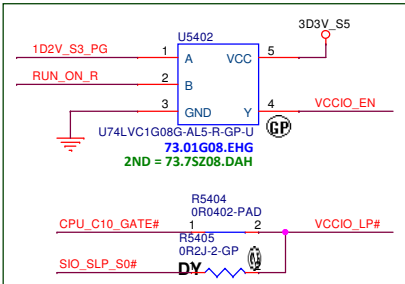 U5402
3D3V_S5
1D2V_S3_PG
1
A
VCC
5
RUN_ON_R
2
B
3
GND
Y
4
VCCIO_EN
U74LVC1G08G-AL5-R-GP-U
GP
73.01G08.EHG
2ND = 73.7SZ08.DAH
R5404
0R0402-PAD
CPU_C10_GATE#
1
2
VCCIO_LP#
R5405
0R2J-2-GP
SIO_SLP_S0#
DY